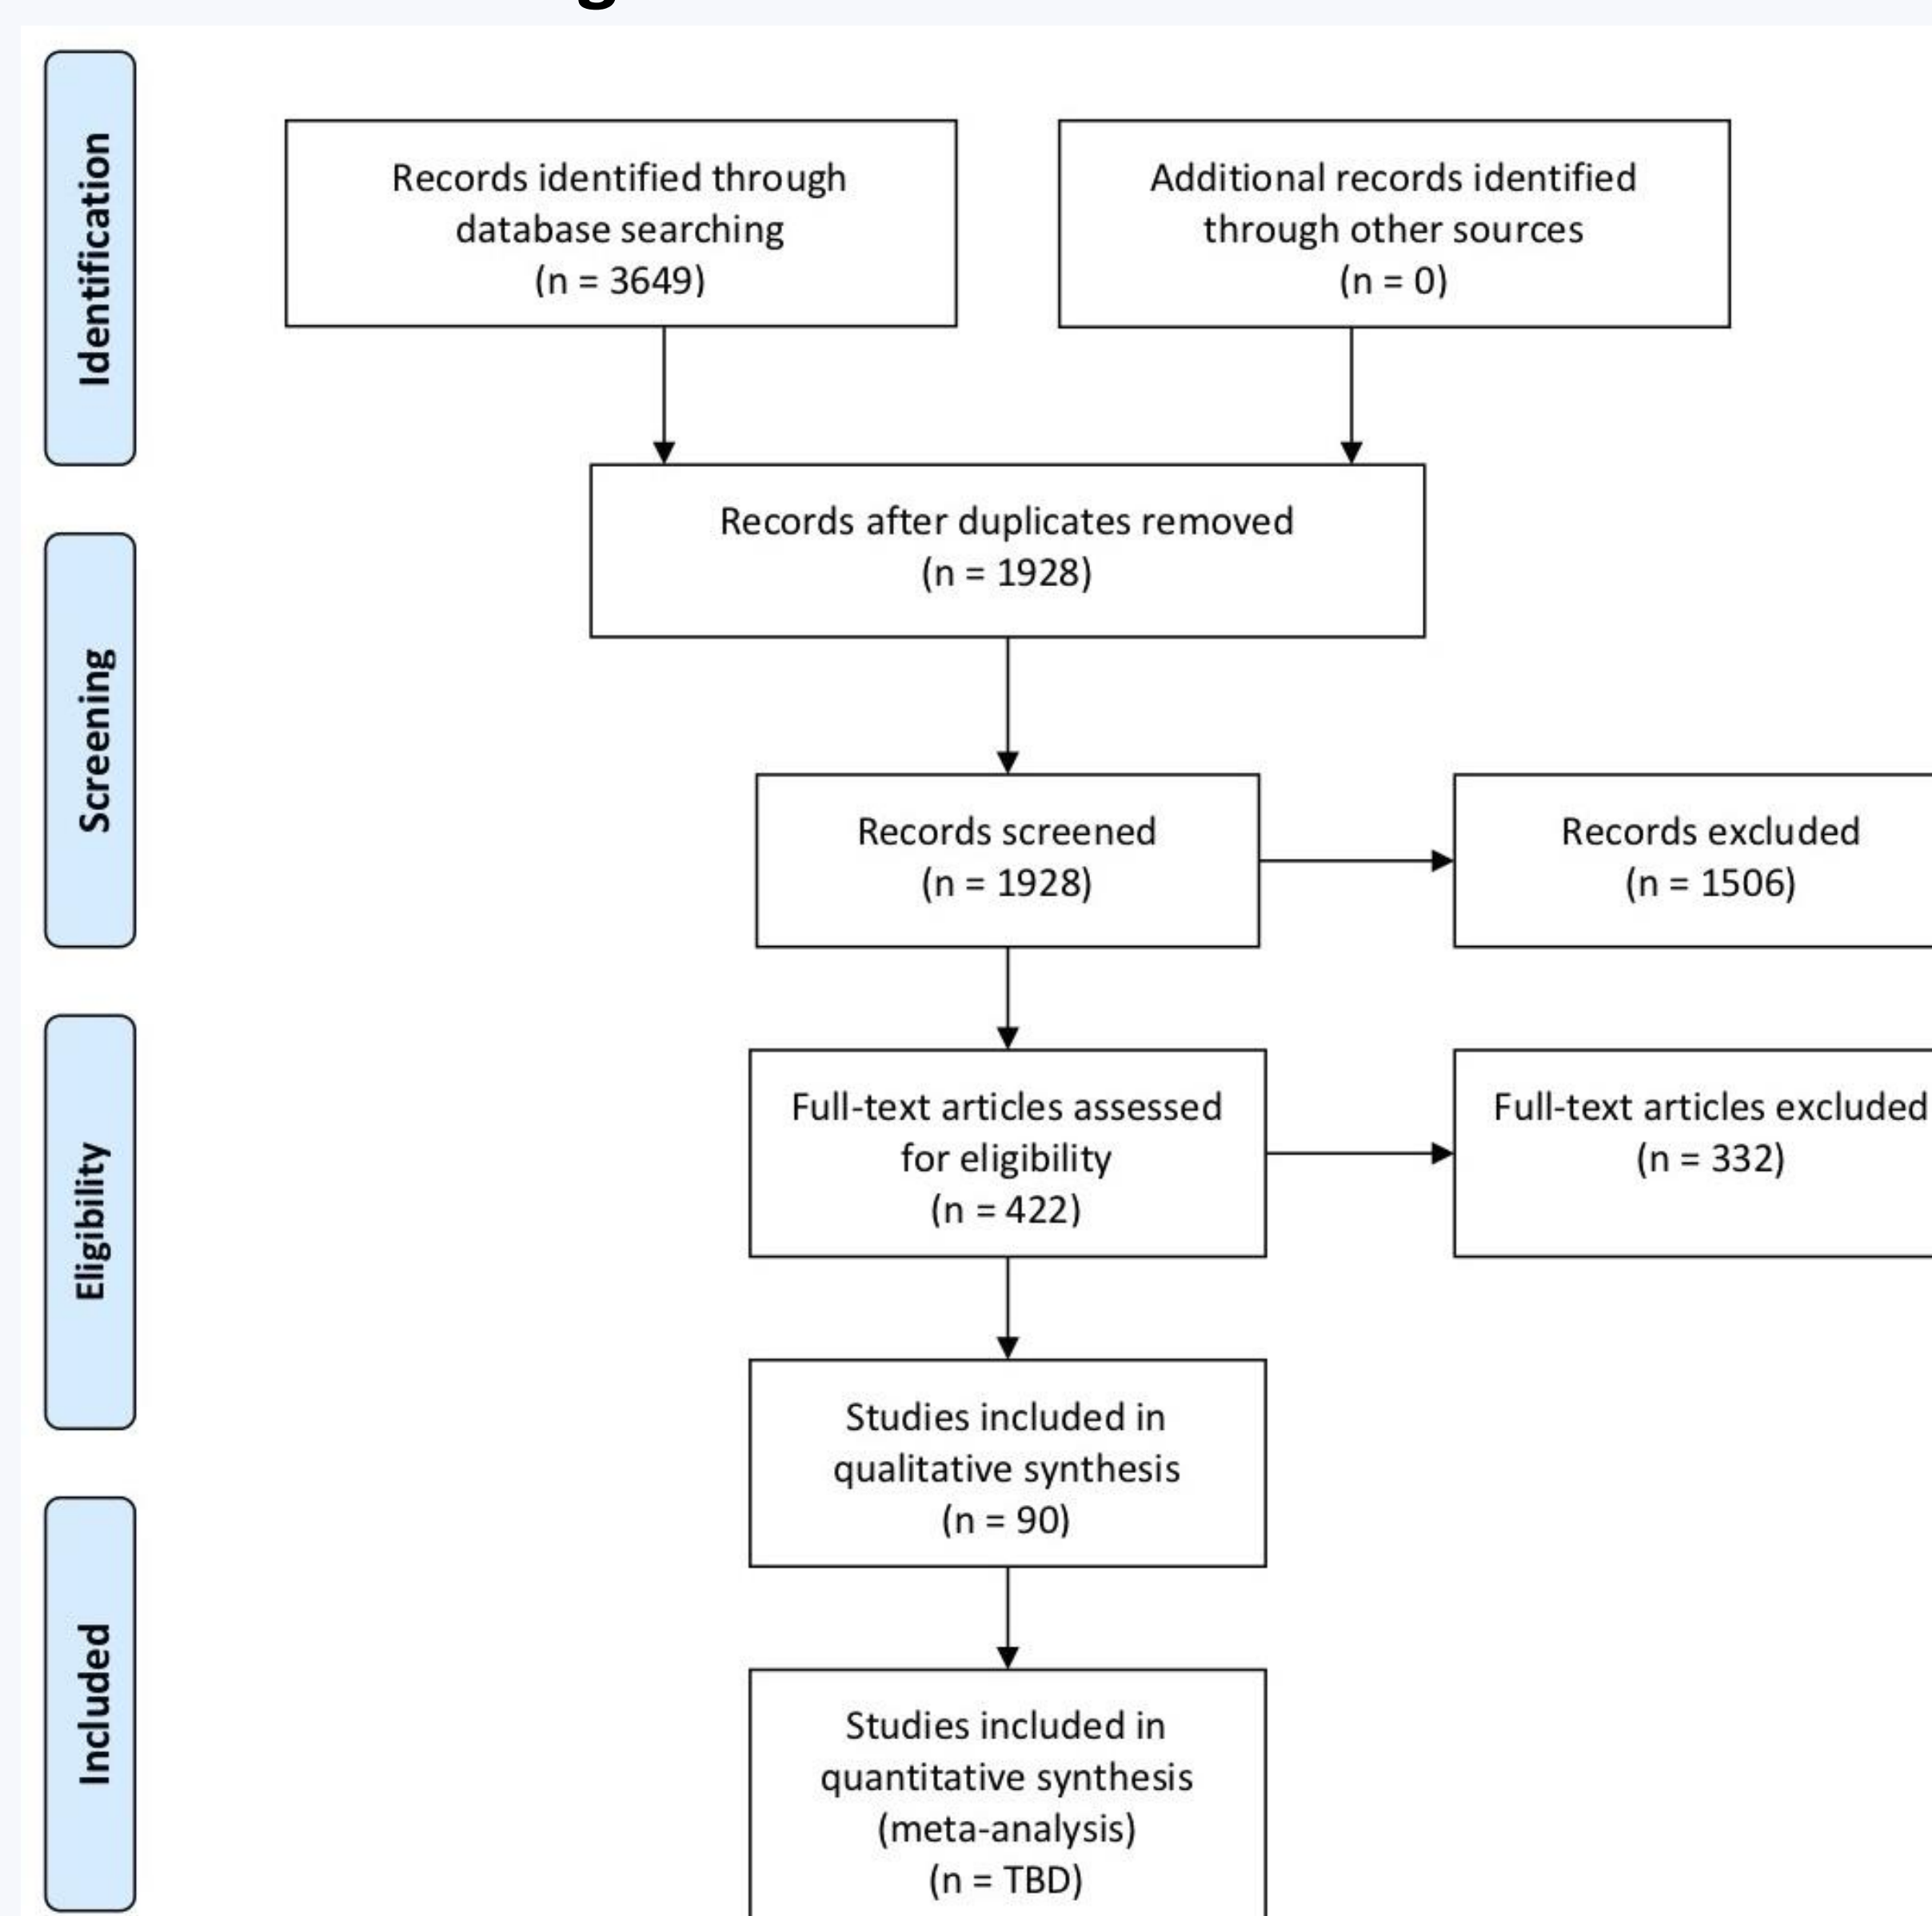 Identification
Records identified through
database searching
(n = 3649)
Additional records identified
through other sources
(n = 0)
Records after duplicates removed
(n = 1928)
Screening
Records screened
(n = 1928)
Records excluded
(n = 1506)
Eligibility
Full-text articles assessed
for eligibility
(n = 422)
Full-text articles excluded
(n = 332)
Studies included in
qualitative synthesis
(n = 90)
Included
Studies included in
quantitative synthesis
(meta-analysis)
(n = TBD)